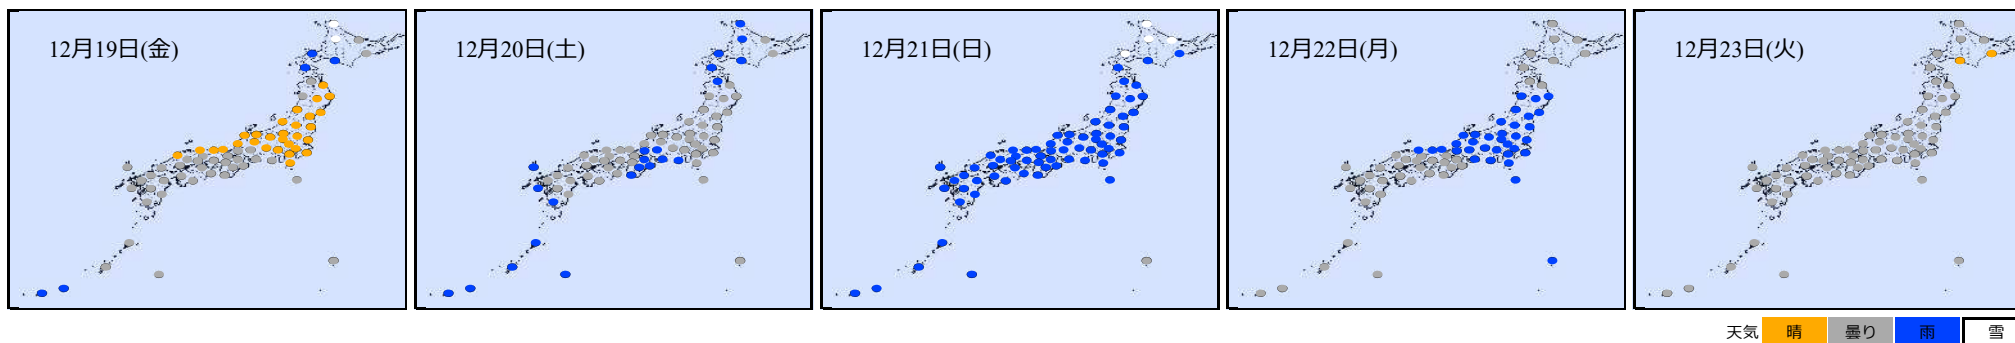 12月19日(金)
12月20日(土)
12月21日(日)
12月22日(月)
12月23日(火)
天気 晴 曇り 雨 雪